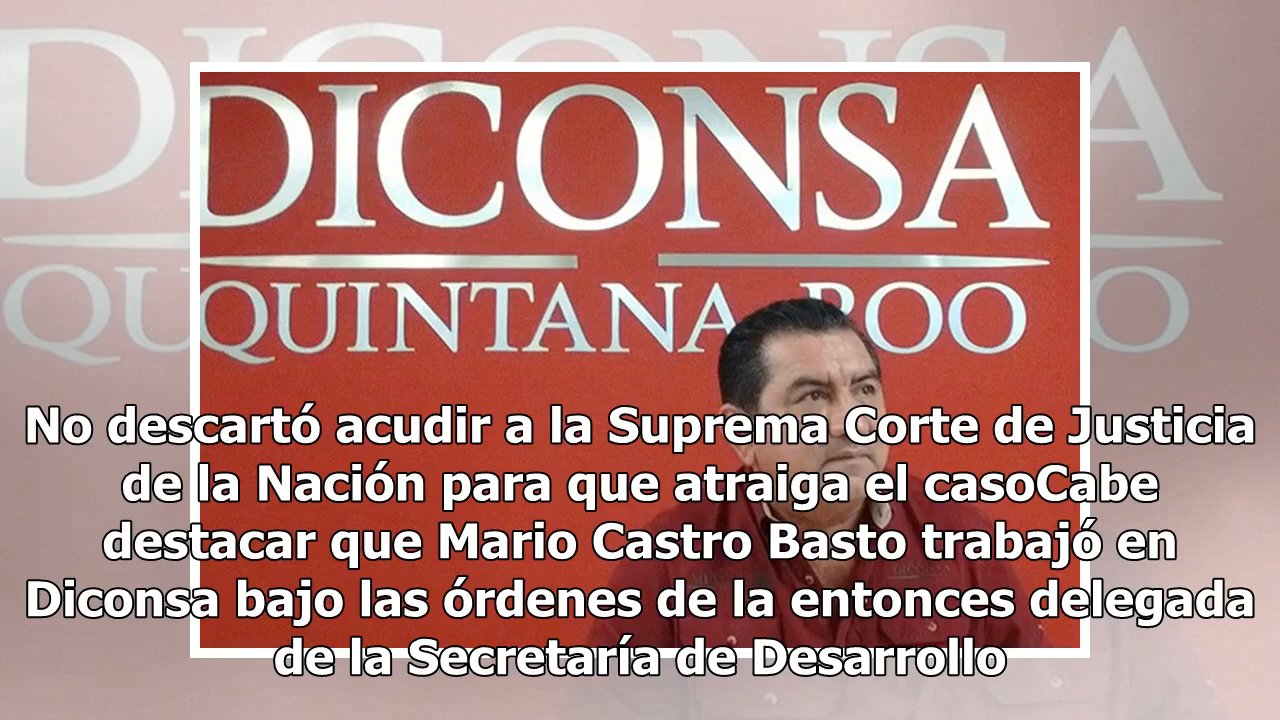 DICONSA
QUINTANA ROO
No descartó acudir a la Suprema Corte de Justicia
de la Nación para que atraiga el casoCabe
destacar que Mario Castro Basto trabajó en
Diconsa bajo las órdenes de la entonces delegada
de la Secretaría de Desarrollo
DICONSA